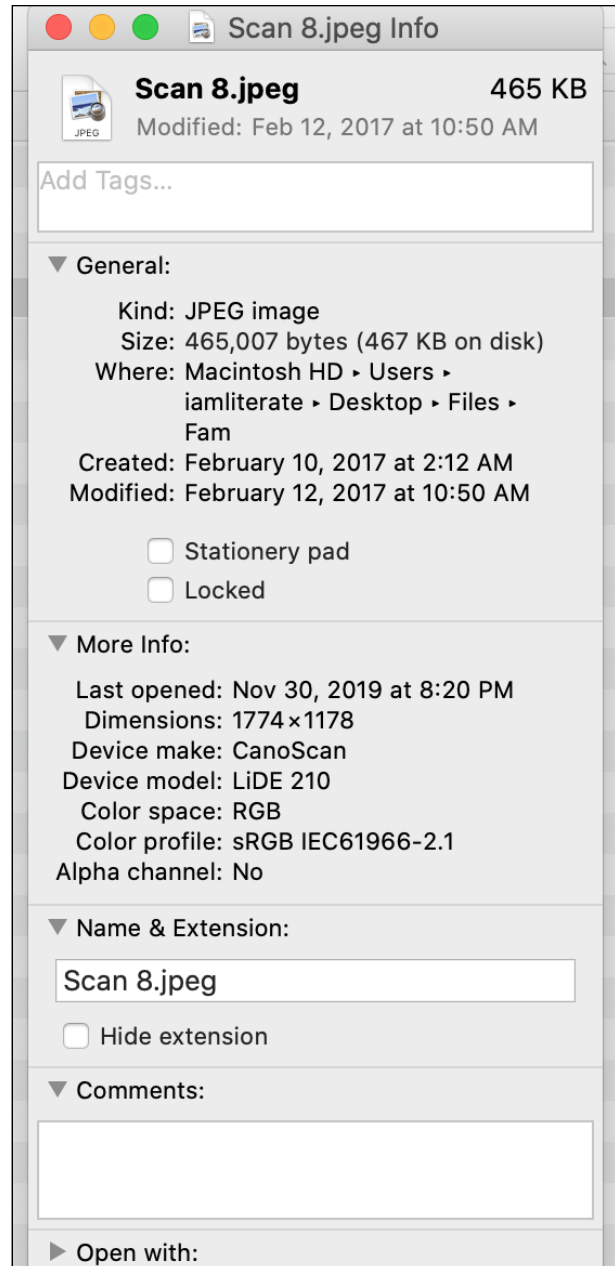 Scan 8.jpeg Info
JPEG
Scan 8.jpeg 465 KB
Modified: Feb 12, 2017 at 10:50 AM
Add Tags...
General:
Kind: JPEG image
Size: 465,007 bytes (467 KB on disk)
Where: Macintosh HD ▸ Users ▸
iamliterate ▸ Desktop ▸ Files ▸
Fam
Created: February 10, 2017 at 2:12 AM
Modified: February 12, 2017 at 10:50 AM
Stationery pad
Locked
More Info:
Last opened: Nov 30, 2019 at 8:20 PM
Dimensions: 1774×1178
Device make: CanoScan
Device model: LiDE 210
Color space: RGB
Color profile: sRGB IEC61966-2.1
Alpha channel: No
Name & Extension:
Scan 8.jpeg
Hide extension
Comments:
Open with: